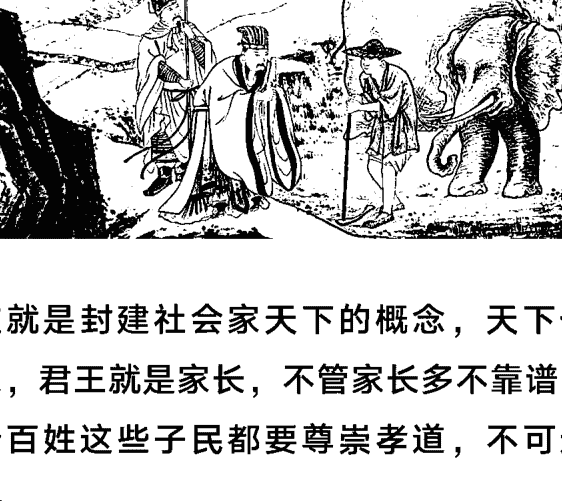 就是封建社会家天下的概念，天下
，君王就是家长，不管家长多不靠谱
百姓这些子民都要尊崇孝道，不可